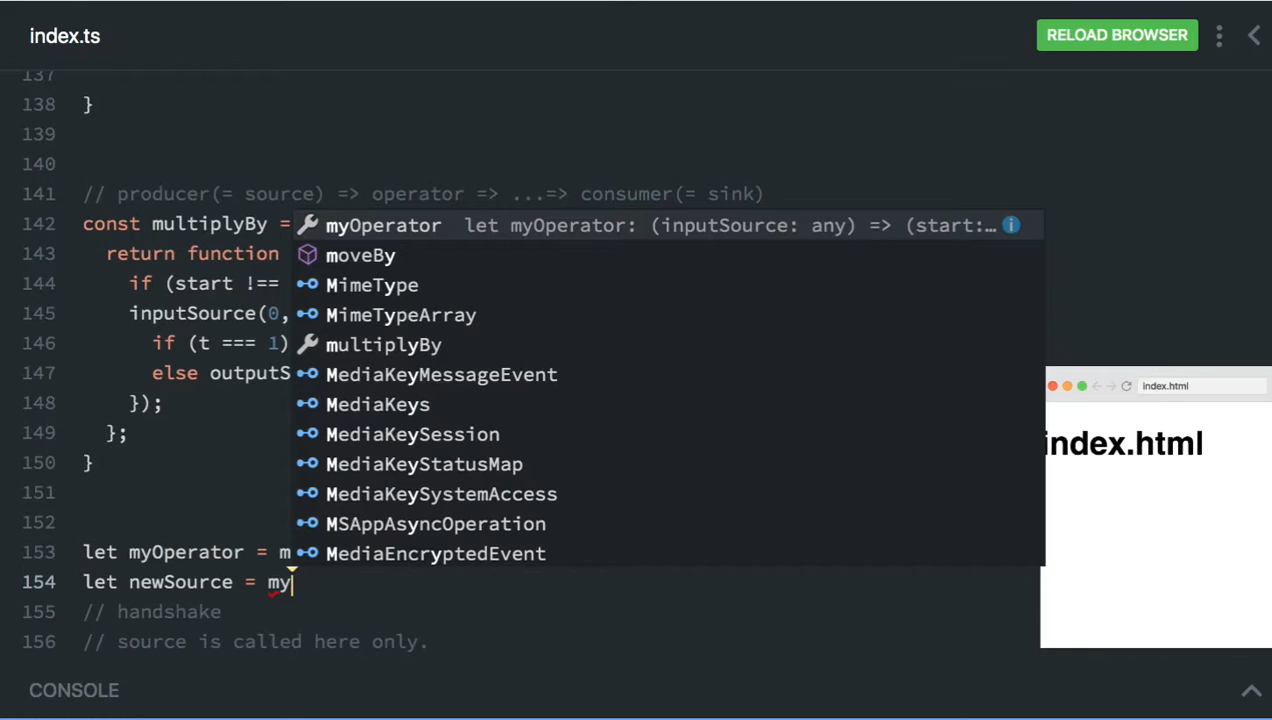 index.ts
RELOAD BROWSER
137
138 }
139
140
141 // producer(= source) => operator => ...=> consumer(= sink)
142 const multiplyBy =
143 return function
144 if (start !==
145 inputSource(0,
146 if (t === 1)
147 else outputS
148 });
149 };
150 }
151
152
153 let myOperator = m
154 let newSource = my
155 // handshake
156 // source is called here only.
myOperator let myOperator: (inputSource: any) => (start:…
moveBy
MimeType
MimeTypeArray
multiplyBy
MediaKeyMessageEvent
MediaKeys
MediaKeySession
MediaKeyStatusMap
MediaKeySystemAccess
MSAppAsyncOperation
MediaEncryptedEvent
index.html
index.html
CONSOLE